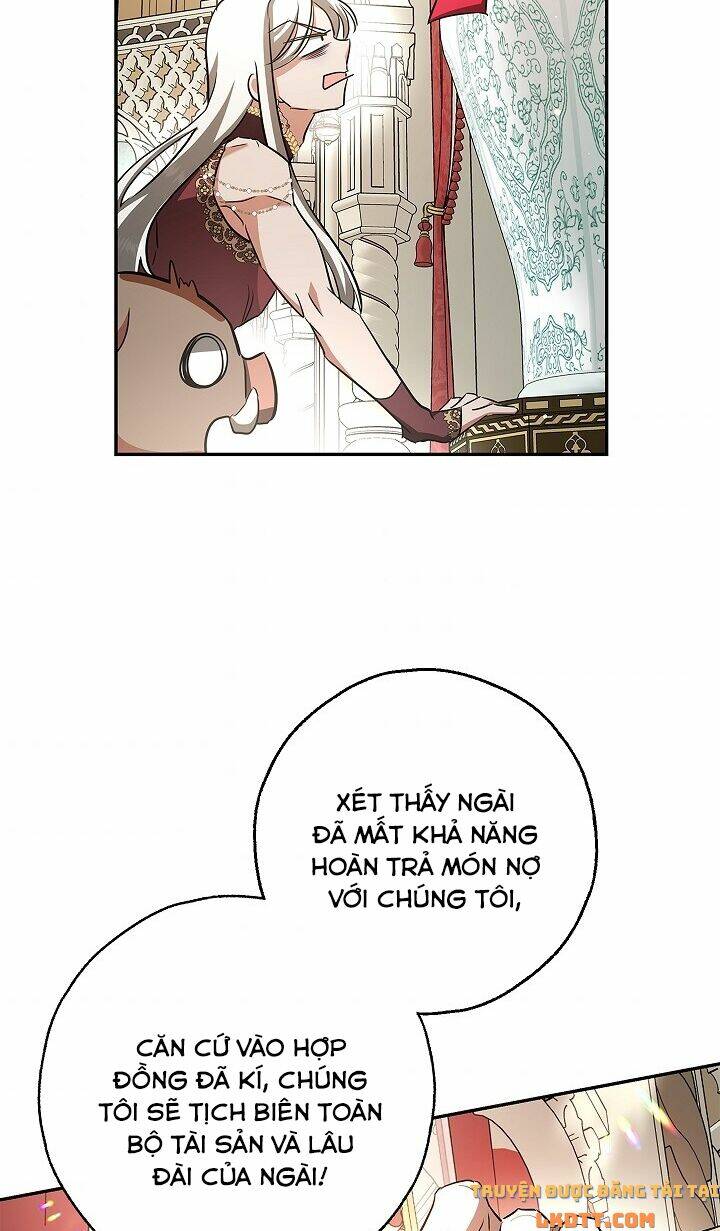 XÉT THẤY NGÀI
ĐÃ MẤT KHẢ NĂNG
HOÀN TRẢ MÓN NỢ
VỚI CHÚNG TÔI,
CĂN CỨ VÀO HỢP
ĐỒNG ĐÃ KÍ, CHÚNG
TÔI SẼ TỊCH BIÊN TOÀN
BỘ TÀI SẢN VÀ LÂU
ĐÀI CỦA NGÀI!
TRUYỆN ĐƯỢC ĐĂNG TẢI TẠI
LKDTT.COM